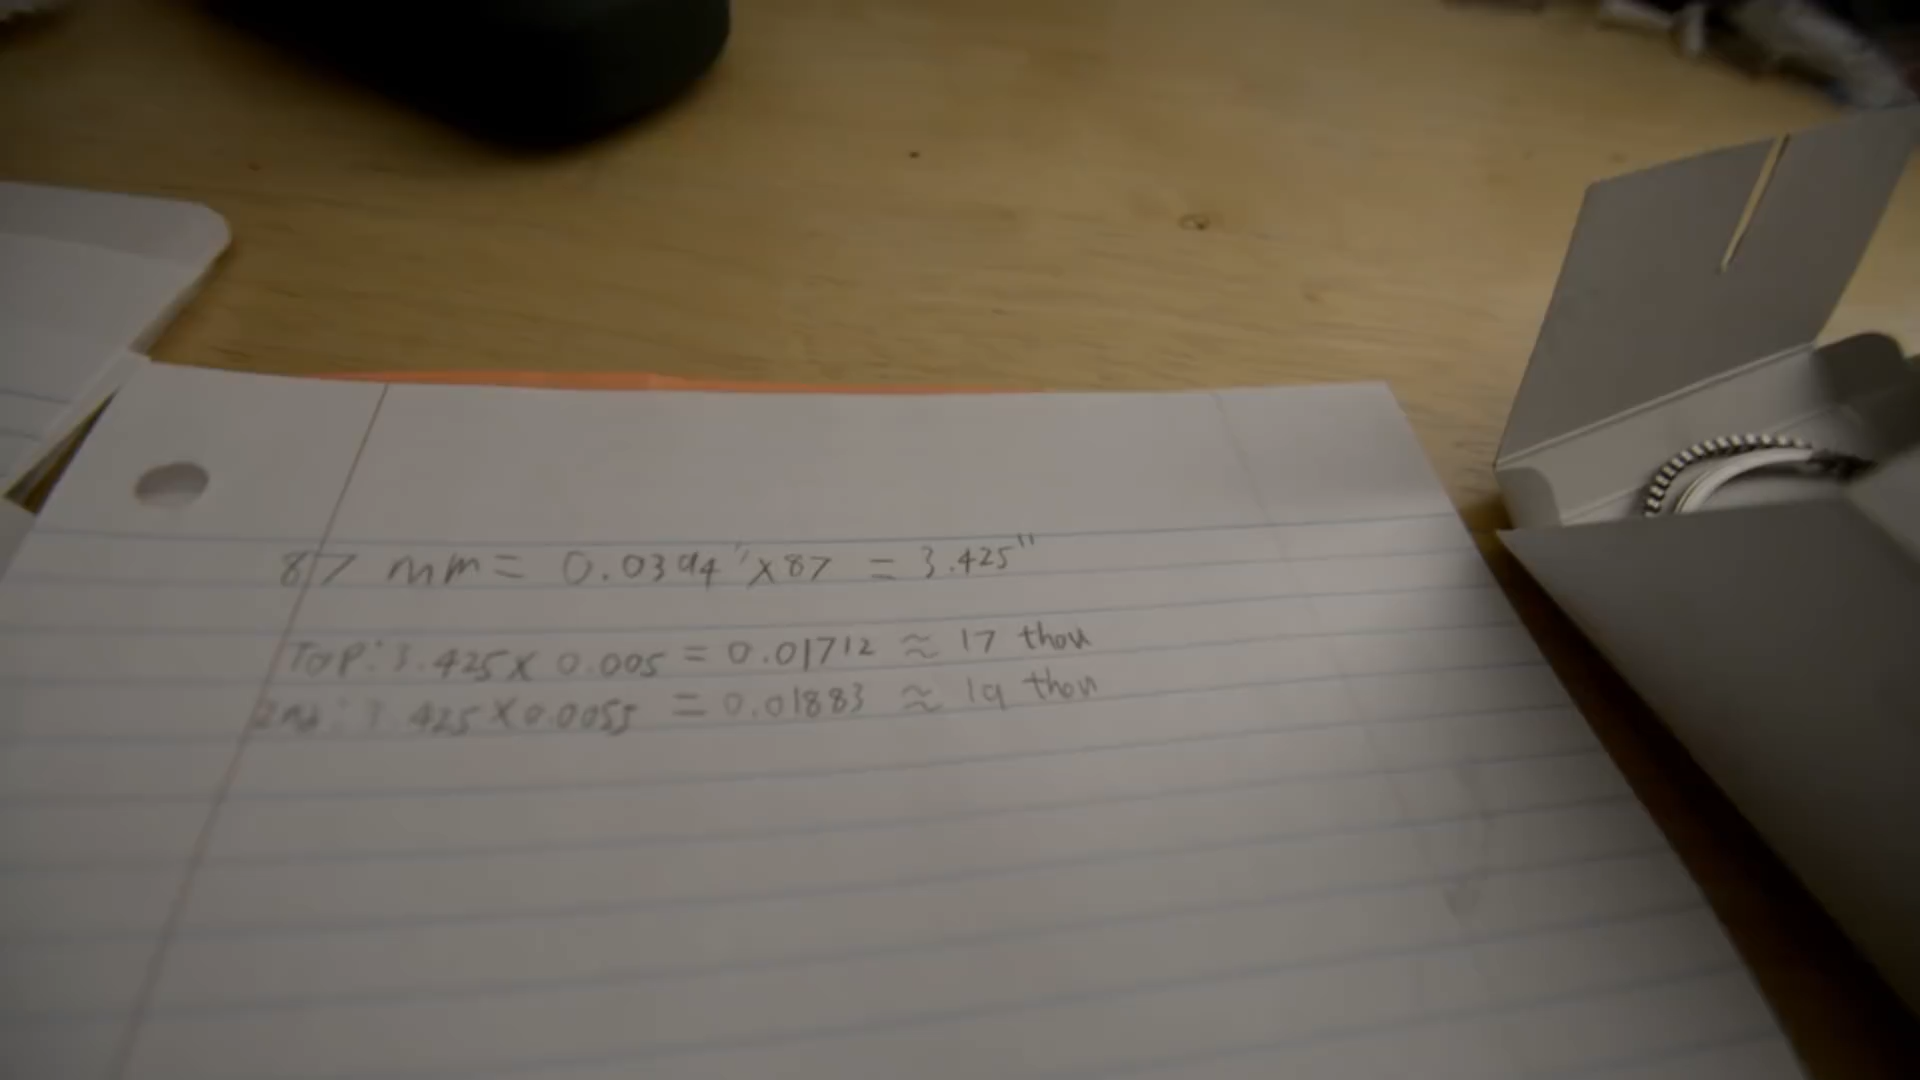 87 mm = 0.0394" x 87 = 3.425"
Top: 3.425 x 0.005 = 0.01712 ≈ 17 thou
2nd: 3.425 x 0.0055 = 0.01883 ≈ 19 thou